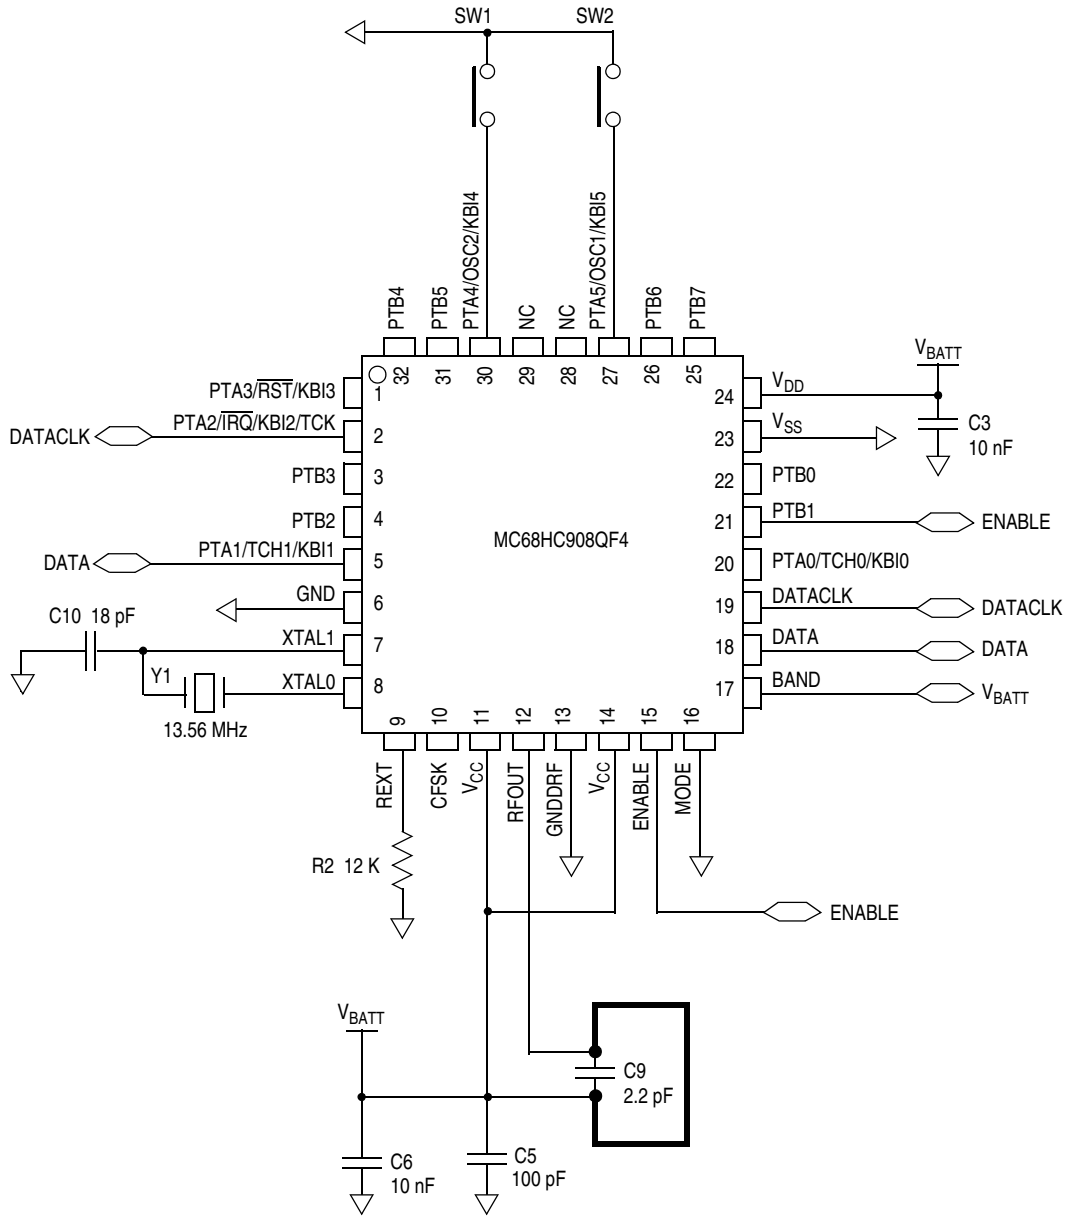 SW1
SW2
PTB4
PTB5
PTA4/OSC2/KBI4
NC
NC
PTA5/OSC1/KBI5
PTB6
PTB7
32
31
30
29
28
27
26
25
PTA3/RST/KBI3
1
DATACLK
PTA2/IRQ/KBI2/TCK
2
PTB3
3
PTB2
4
DATA
PTA1/TCH1/KBI1
5
GND
6
C10 18 pF
XTAL1
7
Y1
XTAL0
8
13.56 MHz
MC68HC908QF4
VBATT
24
VDD
C3
10 nF
23
VSS
22
PTB0
21
PTB1
ENABLE
20
PTA0/TCH0/KBI0
19
DATACLK
DATACLK
18
DATA
DATA
17
BAND
VBATT
9
10
11
12
13
14
15
16
REXT
CFSK
VCC
RFOUT
GNDDRF
VCC
ENABLE
MODE
R2 12 K
ENABLE
VBATT
C9
2.2 pF
C6
10 nF
C5
100 pF